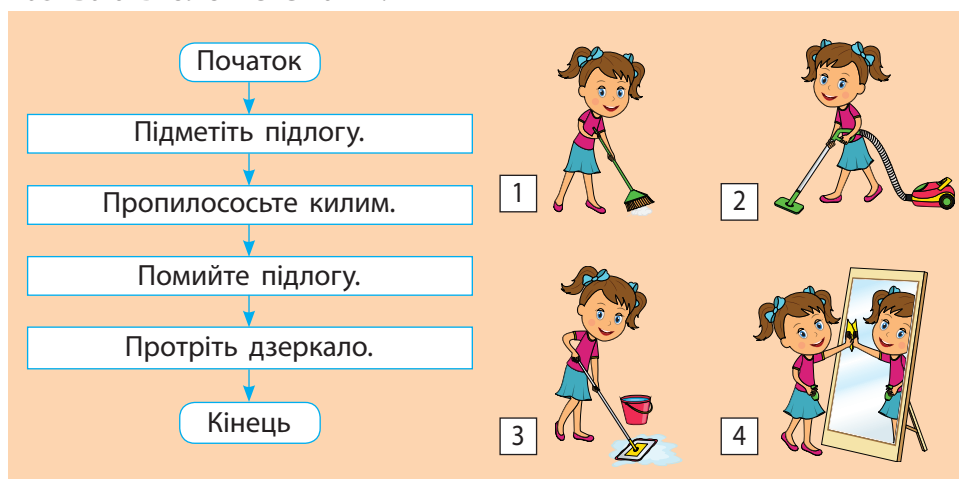 Початок
Підметіть підлогу.
Пропилососьте килим.
Помийте підлогу.
Протріть дзеркало.
Кінець
1
2
3
4